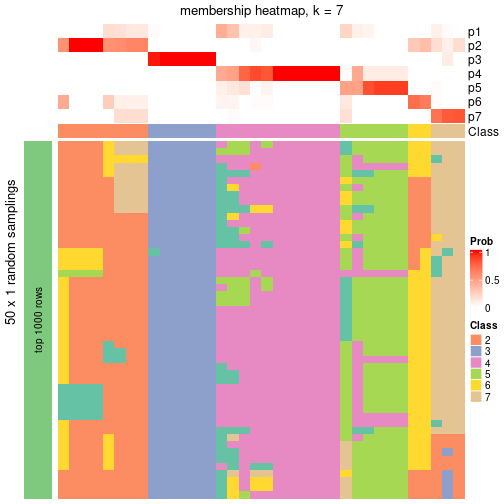 membership heatmap, k = 7
p1
p2
p3
p4
p5
p6
p7
Class
50 x 1 random samplings
top 1000 rows
Prob
1
0.5
0
Class
2
3
4
5
6
7